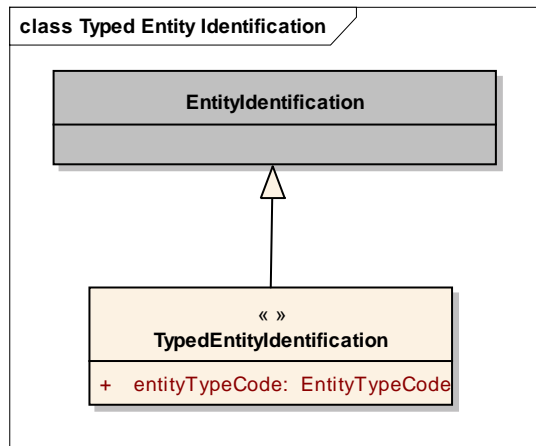 class Typed Entity Identification
EntityIdentification
« »
TypedEntityIdentification
+ entityTypeCode: EntityTypeCode